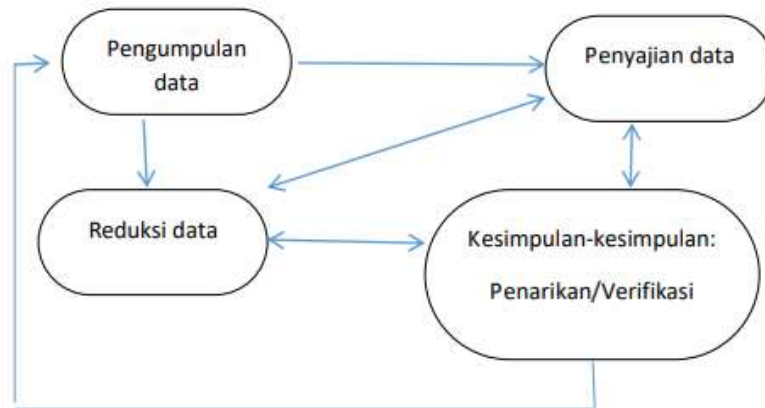 Pengumpulan
data
Penyajian data
Reduksi data
Kesimpulan-kesimpulan:
Penarikan/Verifikasi